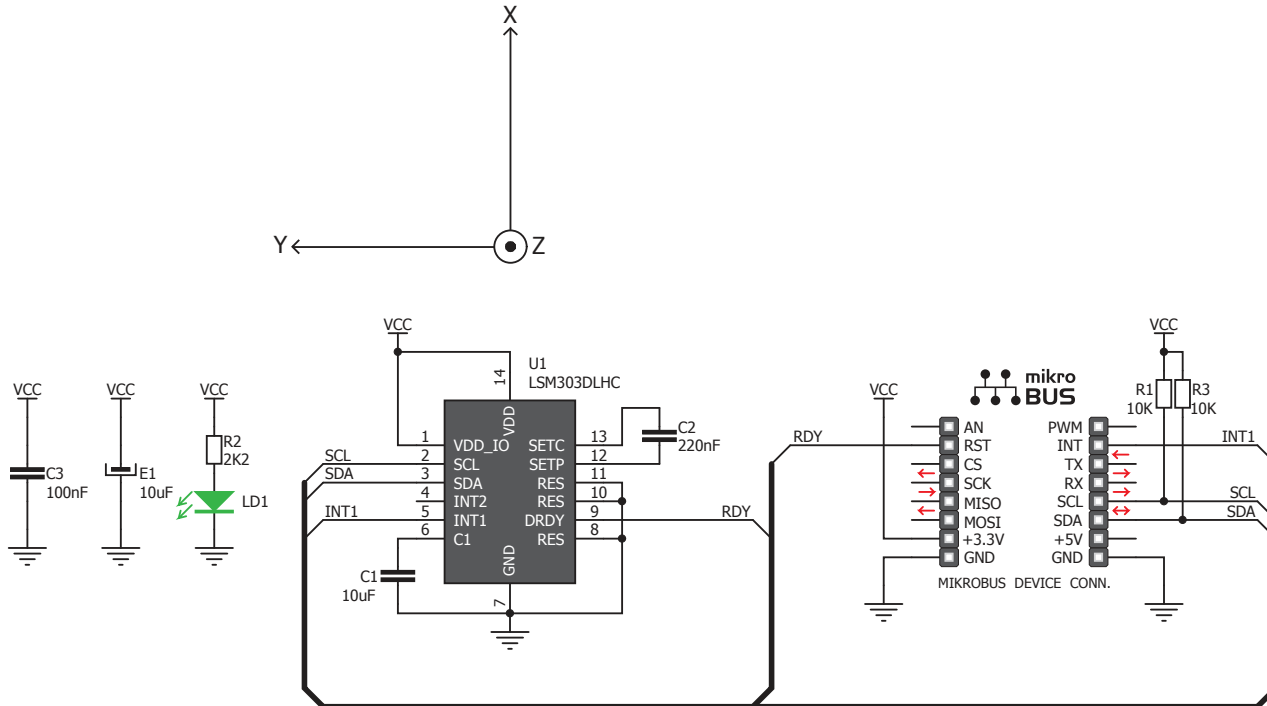 X
Y
Z
VCC
C3
100nF
VCC
E1
10uF
VCC
R2
2K2
LD1
VCC
U1
LSM303DLHC
14
VDD
1 VDD_IO SETC 13
SCL 2 SCL SETP 12
SDA 3 SDA RES 11
4 INT2 RES 10
INT1 5 INT1 DRDY 9 RDY
6 C1 RES 8
GND
7
C2
220nF
C1
10uF
RDY
VCC
mikro
BUS
VCC
R1
10K
R3
10K
AN PWM
RST INT INT1
CS TX
SCK RX
MISO SCL SCL
MOSI SDA SDA
+3.3V +5V
GND GND
MIKROBUS DEVICE CONN.